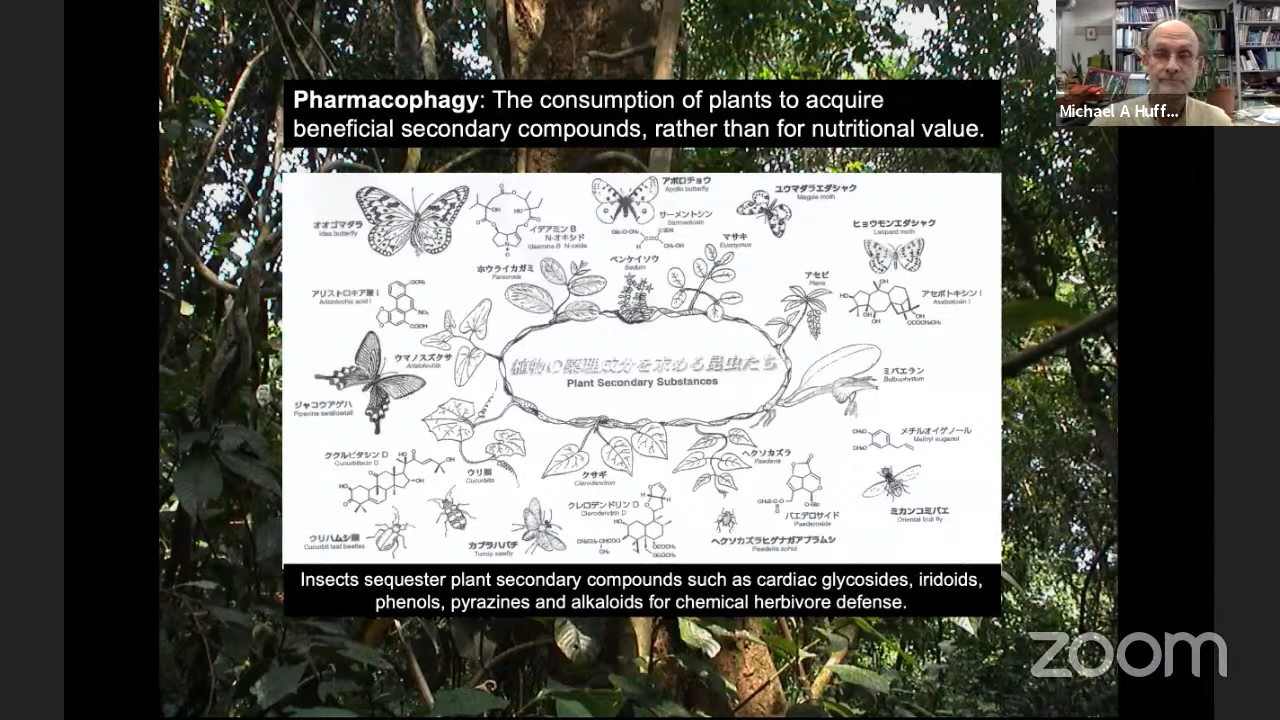 Pharmacophagy: The consumption of plants to acquire
beneficial secondary compounds, rather than for nutritional value.
Michael A Huff...
オオゴマダラ
Idea butterfly
イデアミン B
N-オキシド
Ideamine B N-oxide
アポロチョウ
Apollo butterfly
サーメントシン
Sarmentosin
ユウマダラエダシャク
Magpie moth
マサキ
Euonymus
ヒョウモンエダシャク
Leopard moth
ホウライカガミ
Parsonsia
ベンケイソウ
Sedum
アセビ
Pieris
アセボトキシン I
Asebotoxin I
アリストロキア酸 I
Aristolochic acid I
ウマノスズクサ
Aristolochia
植物の薬理成分を求める昆虫たち
Plant Secondary Substances
ミバエラン
Bulbophyllum
ジャコウアゲハ
Pipevine swallowtail
メチルオイゲノール
Methyl eugenol
ククルビタシン D
Cucurbitacin D
ウリ類
Cucurbita
クサギ
Clerodendron
ヘクソカズラ
Paederia
クレロデンドリン D
Clerodendrin D
パエデロサイド
Paederoside
ミカンコミバエ
Oriental fruit fly
ウリハムシ類
Cucurbit leaf beetles
カブラハバチ
Turnip sawfly
ヘクソカズラヒゲナガアブラムシ
Paederia aphid
Insects sequester plant secondary compounds such as cardiac glycosides, iridoids,
phenols, pyrazines and alkaloids for chemical herbivore defense.
zoom